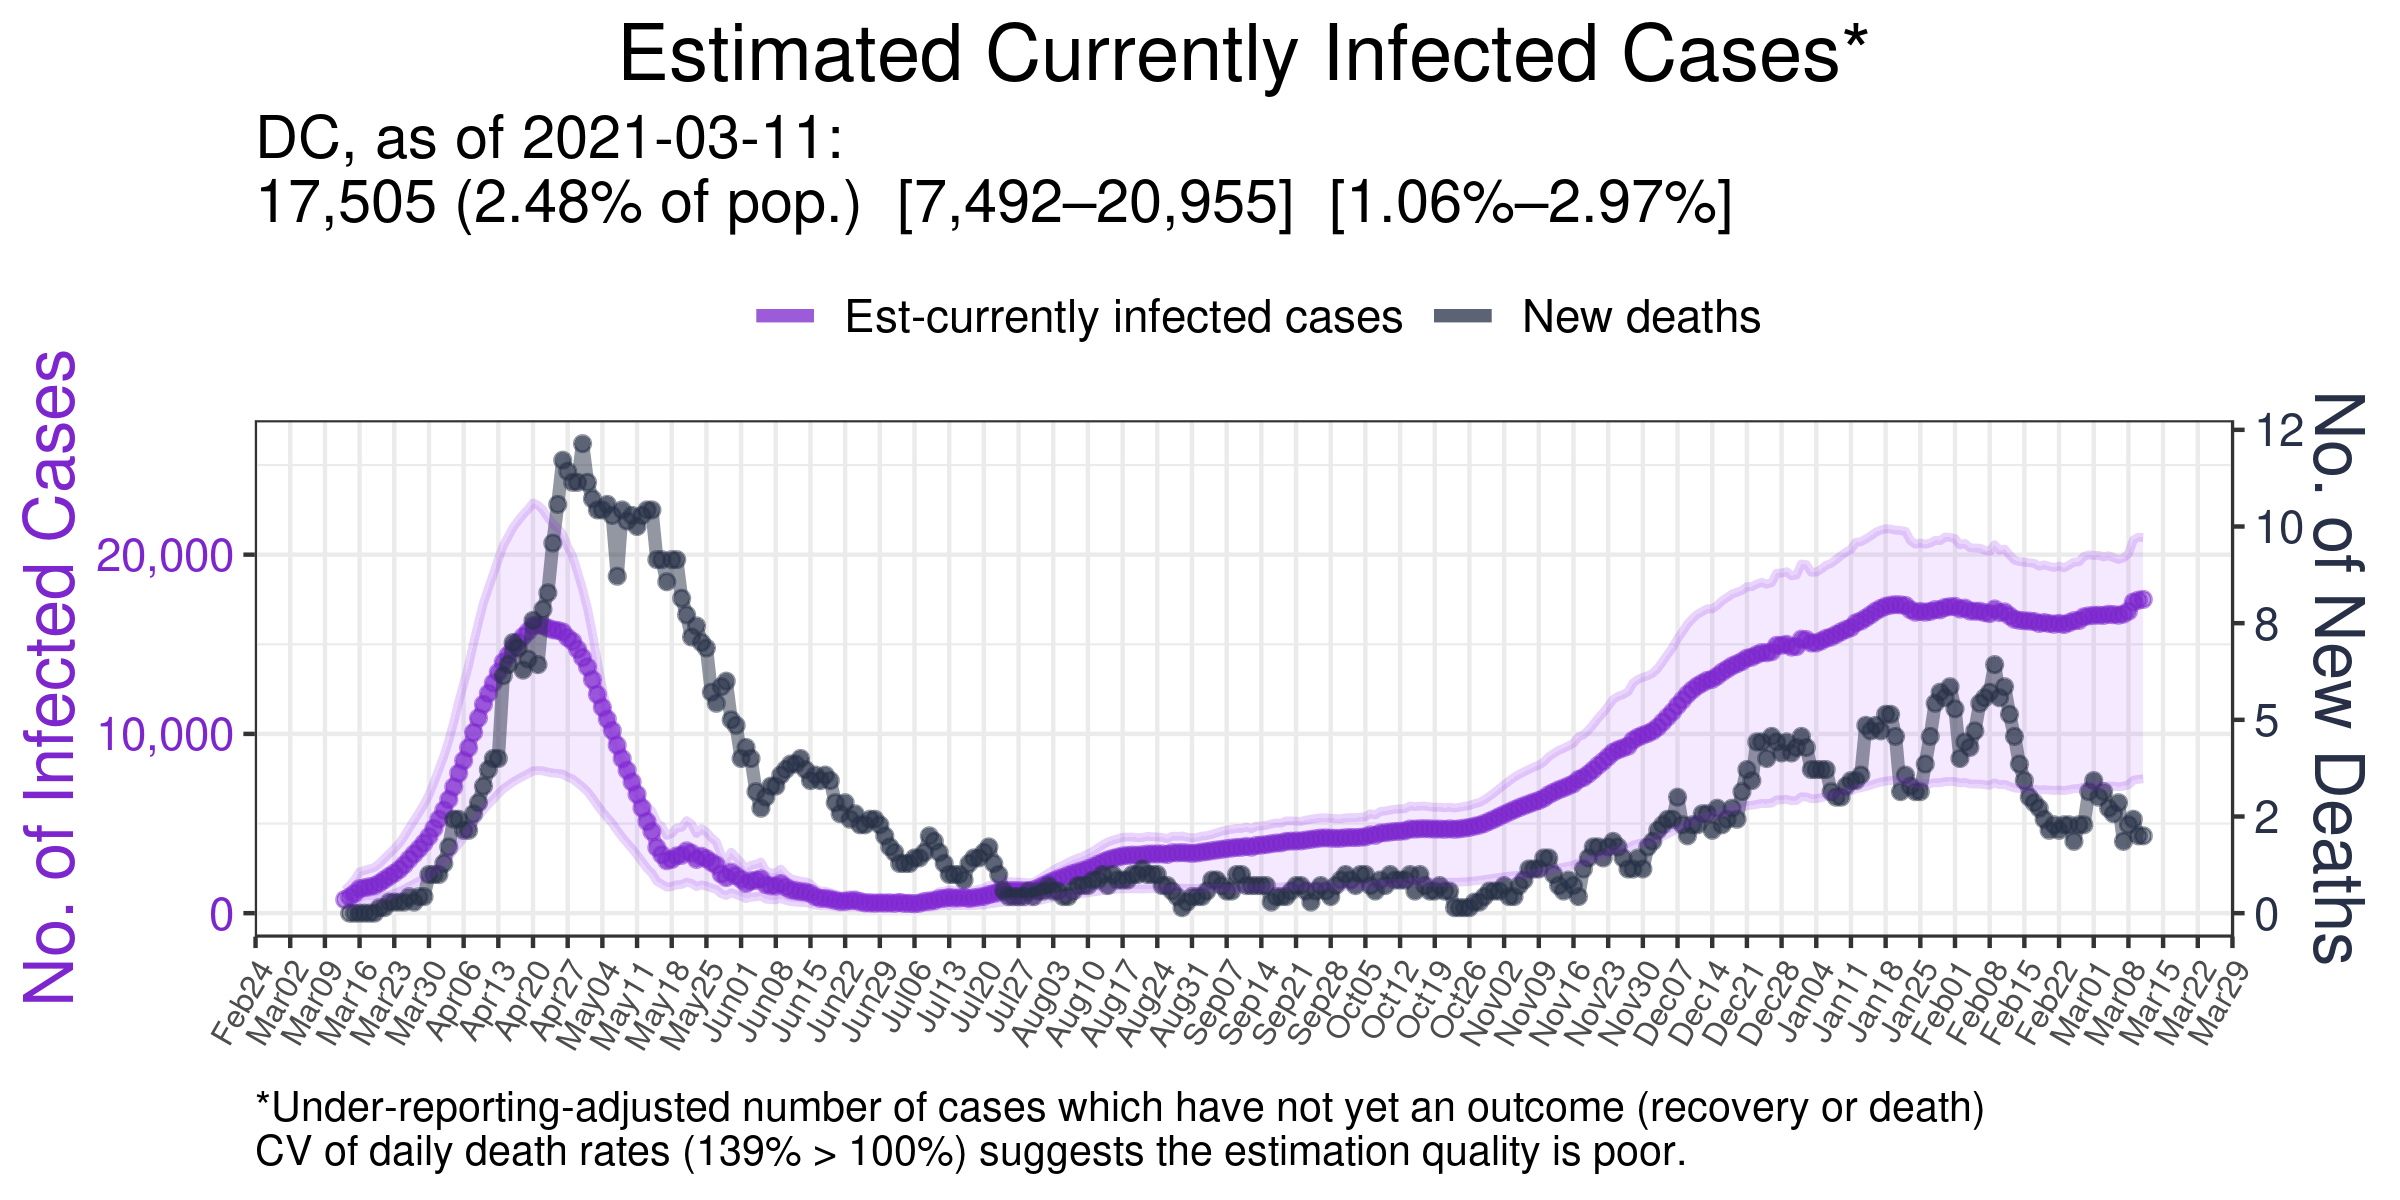 Estimated Currently Infected Cases*
DC, as of 2021-03-11:
17,505 (2.48% of pop.) [7,492–20,955] [1.06%–2.97%]
Est-currently infected cases New deaths
No. of Infected Cases
20,000
10,000
0
12
10
8
5
2
0
No. of New Deaths
Feb24 Mar02 Mar09 Mar16 Mar23 Mar30 Apr06 Apr13 Apr20 Apr27 May04 May11 May18 May25 Jun01 Jun08 Jun15 Jun22 Jun29 Jul06 Jul13 Jul20 Jul27 Aug03 Aug10 Aug17 Aug24 Aug31 Sep07 Sep14 Sep21 Sep28 Oct05 Oct12 Oct19 Oct26 Nov02 Nov09 Nov16 Nov23 Nov30 Dec07 Dec14 Dec21 Dec28 Jan04 Jan11 Jan18 Jan25 Feb01 Feb08 Feb15 Feb22 Mar01 Mar08 Mar15 Mar22 Mar29
*Under-reporting-adjusted number of cases which have not yet an outcome (recovery or death)
CV of daily death rates (139% > 100%) suggests the estimation quality is poor.